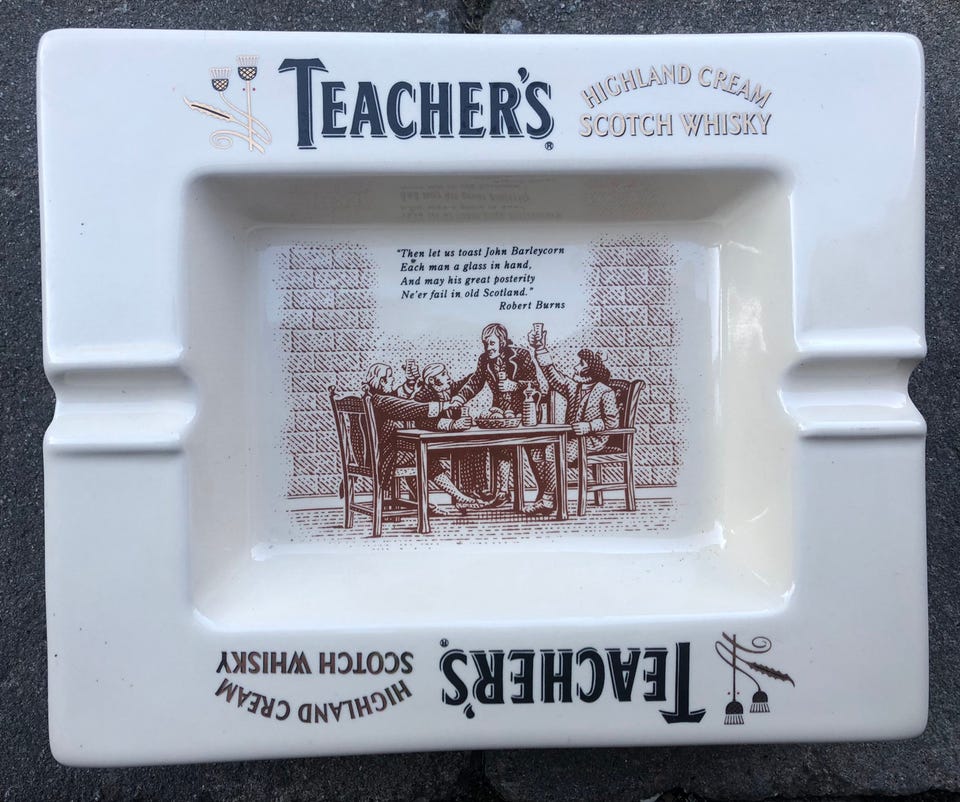 TEACHER'S®
HIGHLAND CREAM
SCOTCH WHISKY
"Then let us toast John Barleycorn
Each man a glass in hand,
And may his great posterity
Ne'er fail in old Scotland."
Robert Burns
TEACHER'S®
HIGHLAND CREAM
SCOTCH WHISKY